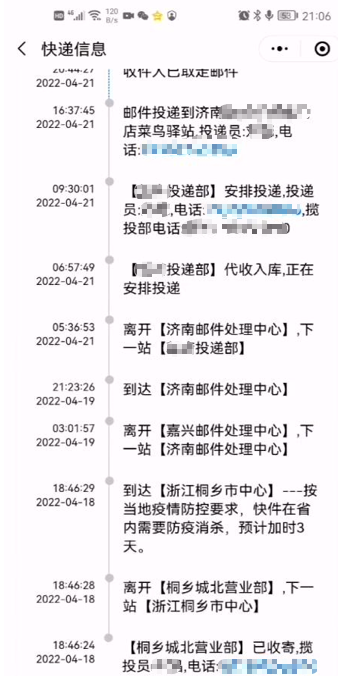 HD 4G 120 B/s 21:06
快递信息
20:44:27
2022-04-21
收件人已取走邮件
16:37:45
2022-04-21
邮件投递到济南
店菜鸟驿站,投递员: ,电
话:
09:30:01
2022-04-21
【 投递部】安排投递,投递
员: ,电话: ,揽
投部电话
06:57:49
2022-04-21
【 投递部】代收入库,正在
安排投递
05:36:53
2022-04-21
离开【济南邮件处理中心】,下
一站【 投递部】
21:23:26
2022-04-19
到达【济南邮件处理中心】
03:01:57
2022-04-19
离开【嘉兴邮件处理中心】,下
一站【济南邮件处理中心】
18:46:29
2022-04-18
到达【浙江桐乡市中心】---按
当地疫情防控要求,快件在省
内需要防疫消杀,预计加时3
天。
18:46:28
2022-04-18
离开【桐乡城北营业部】,下一
站【浙江桐乡市中心】
18:46:24
2022-04-18
【桐乡城北营业部】已收寄,揽
投员: ,电话: